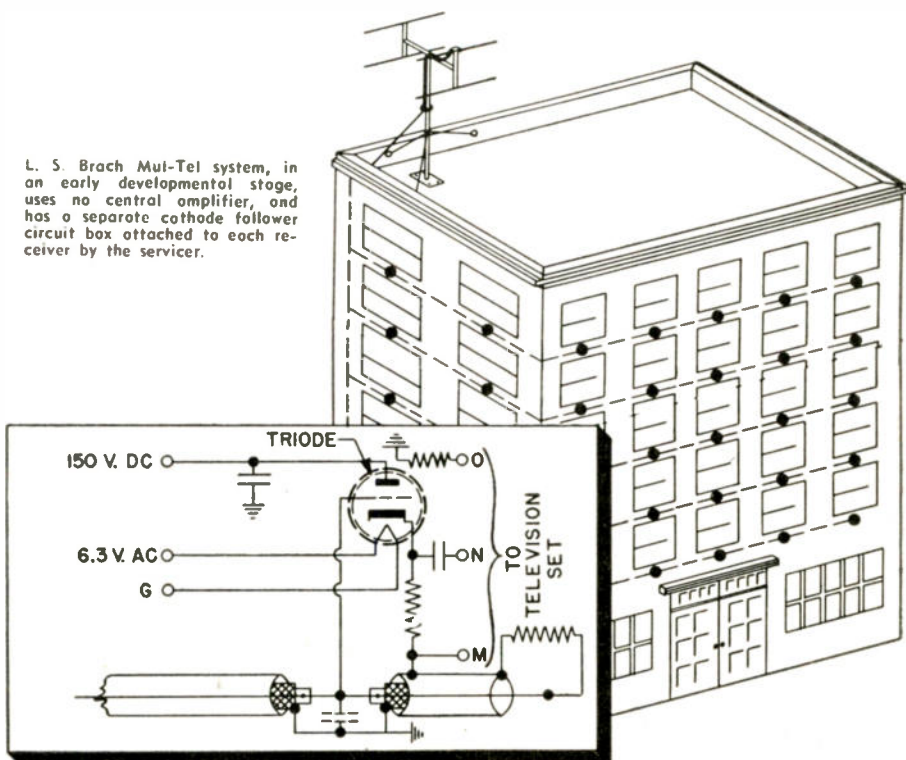 L. S. Brach Mul-Tel system, in
an early developmental stage,
uses no central amplifier, and
has a separate cathode follower
circuit box attached to each re-
ceiver by the servicer.
TRIODE
150 V. DC
O
6.3 V. AC
N
G
M
TO
TELEVISION
SET